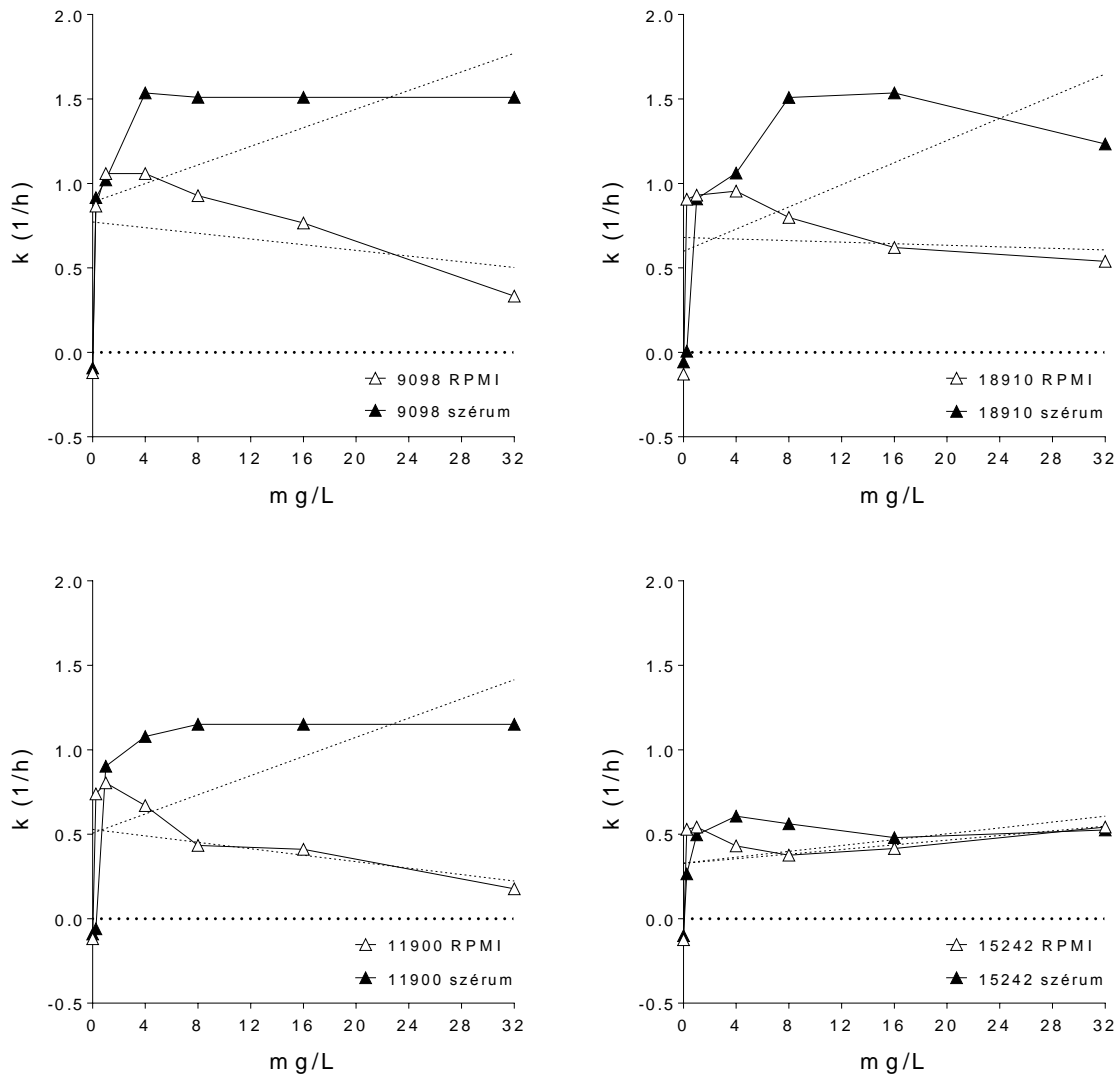 2.0
1.5
1.0
0.5
0.0
-0.5
k (1/h)
9098 RPMI
9098 szérum
0 4 8 12 16 20 24 28 32
mg/L
2.0
1.5
1.0
0.5
0.0
-0.5
k (1/h)
18910 RPMI
18910 szérum
0 4 8 12 16 20 24 28 32
mg/L
2.0
1.5
1.0
0.5
0.0
-0.5
k (1/h)
11900 RPMI
11900 szérum
0 4 8 12 16 20 24 28 32
mg/L
2.0
1.5
1.0
0.5
0.0
-0.5
k (1/h)
15242 RPMI
15242 szérum
0 4 8 12 16 20 24 28 32
mg/L